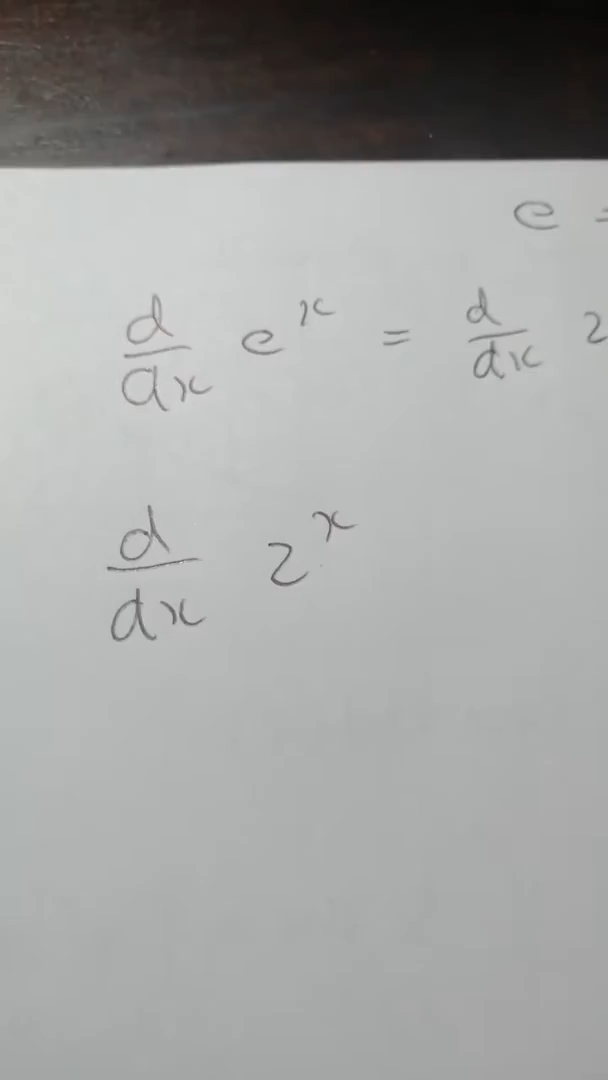 e =
d/dx e^x = d/dx 2
d/dx 2^x